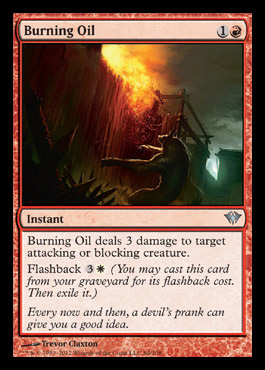 Burning Oil 1
Instant
Burning Oil deals 3 damage to target
attacking or blocking creature.
Flashback 3 (You may cast this card
from your graveyard for its flashback cost.
Then exile it.)
Every now and then, a devil's prank can
give you a good idea.
Trevor Claxton